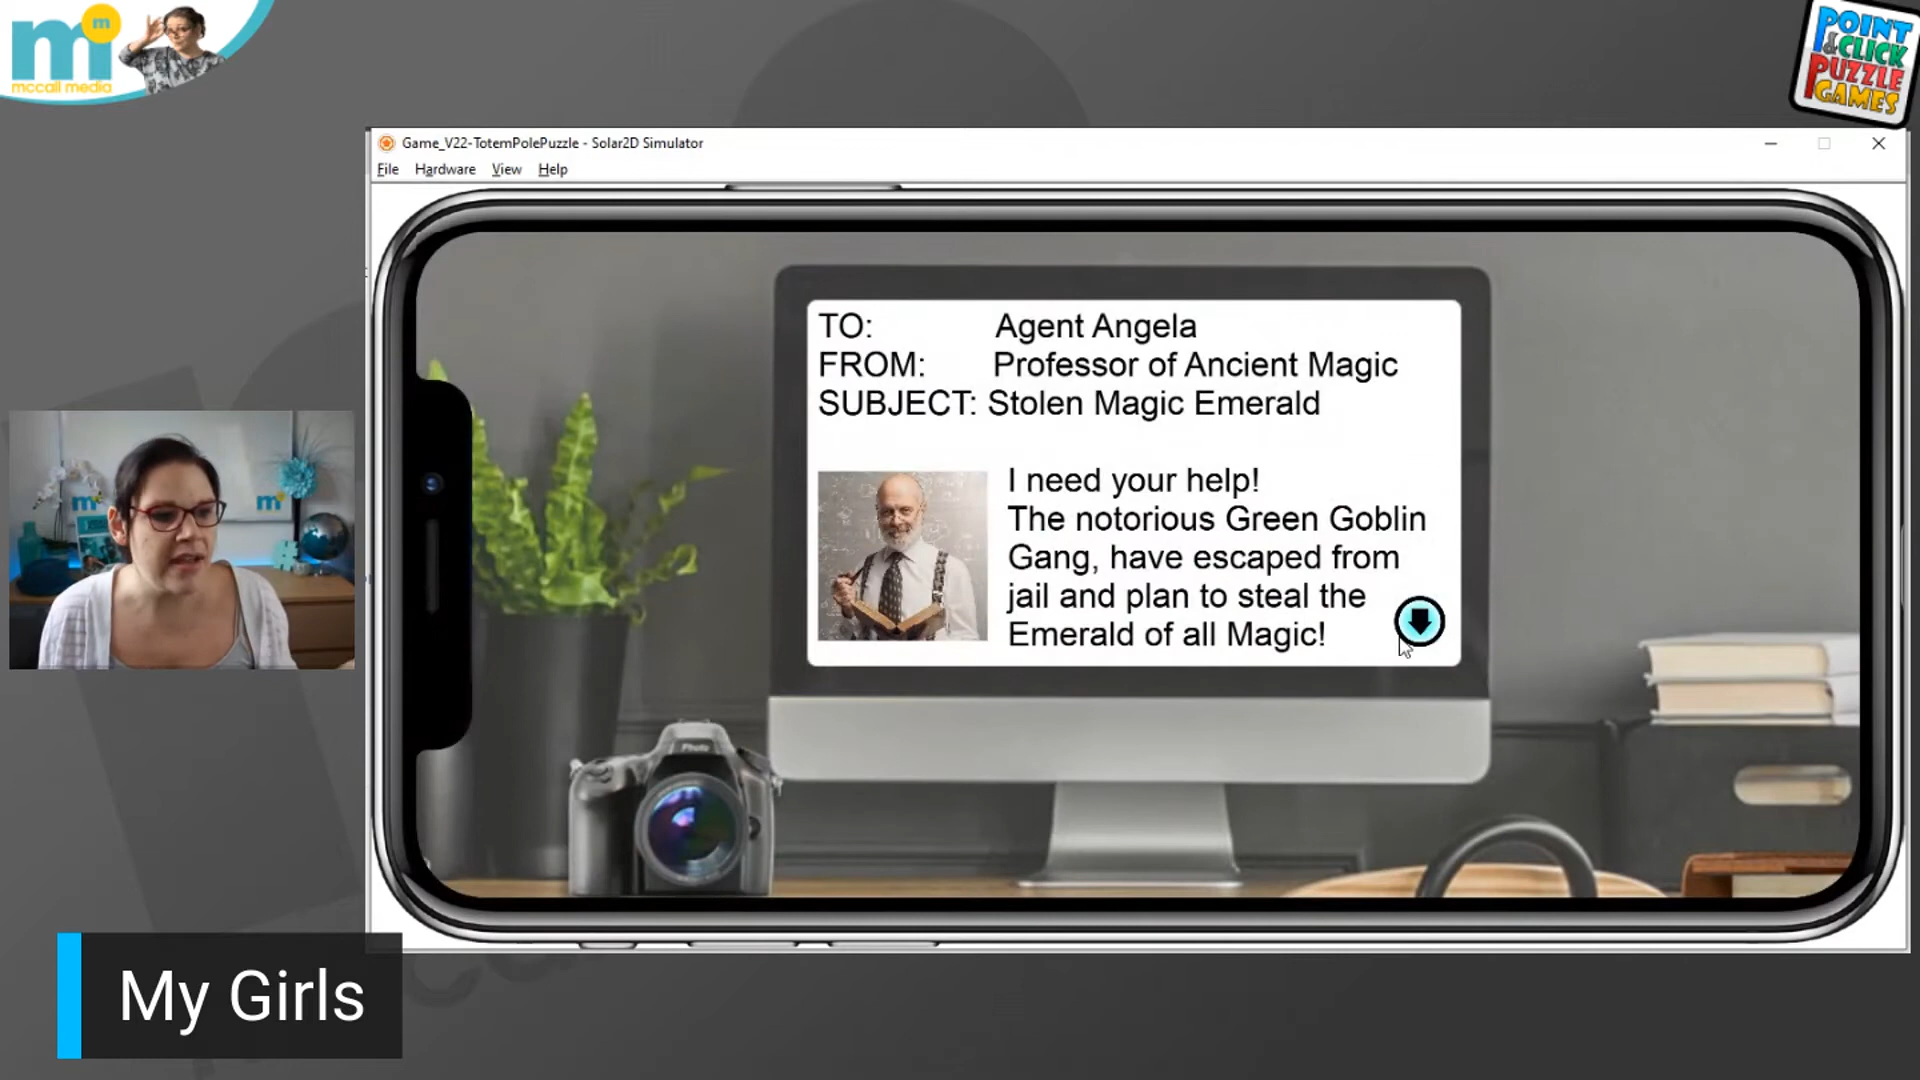 m
m
mccall media
POINT
& CLICK
PUZZLE
GAMES
Game_V22-TotemPolePuzzle - Solar2D Simulator
File Hardware View Help
TO: Agent Angela
FROM: Professor of Ancient Magic
SUBJECT: Stolen Magic Emerald
I need your help!
The notorious Green Goblin
Gang, have escaped from
jail and plan to steal the
Emerald of all Magic!
Photo
m
m
My Girls